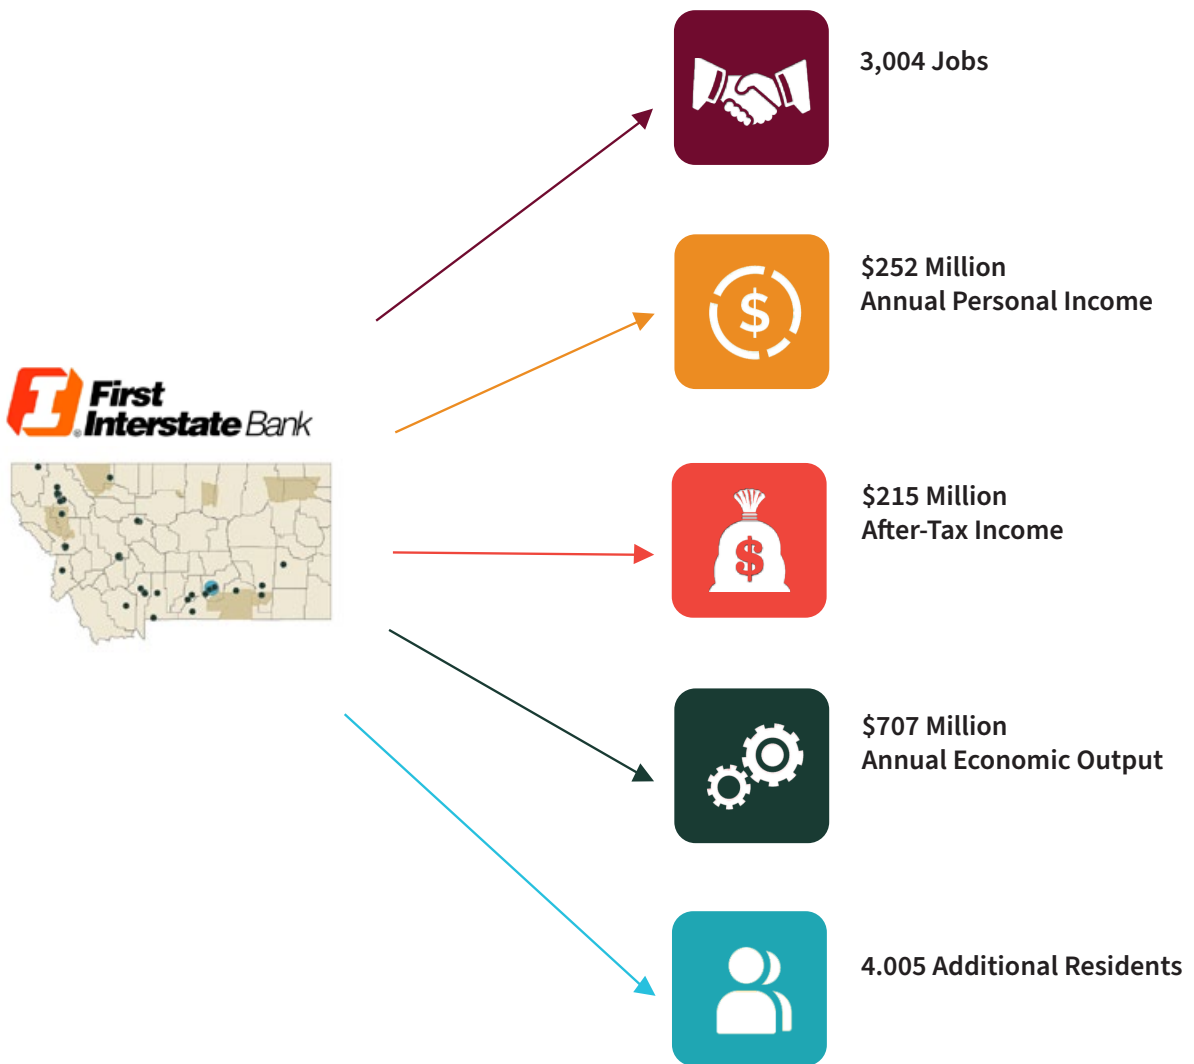 3,004 Jobs
$252 Million
Annual Personal Income
First
Interstate Bank
$215 Million
After-Tax Income
$707 Million
Annual Economic Output
4.005 Additional Residents